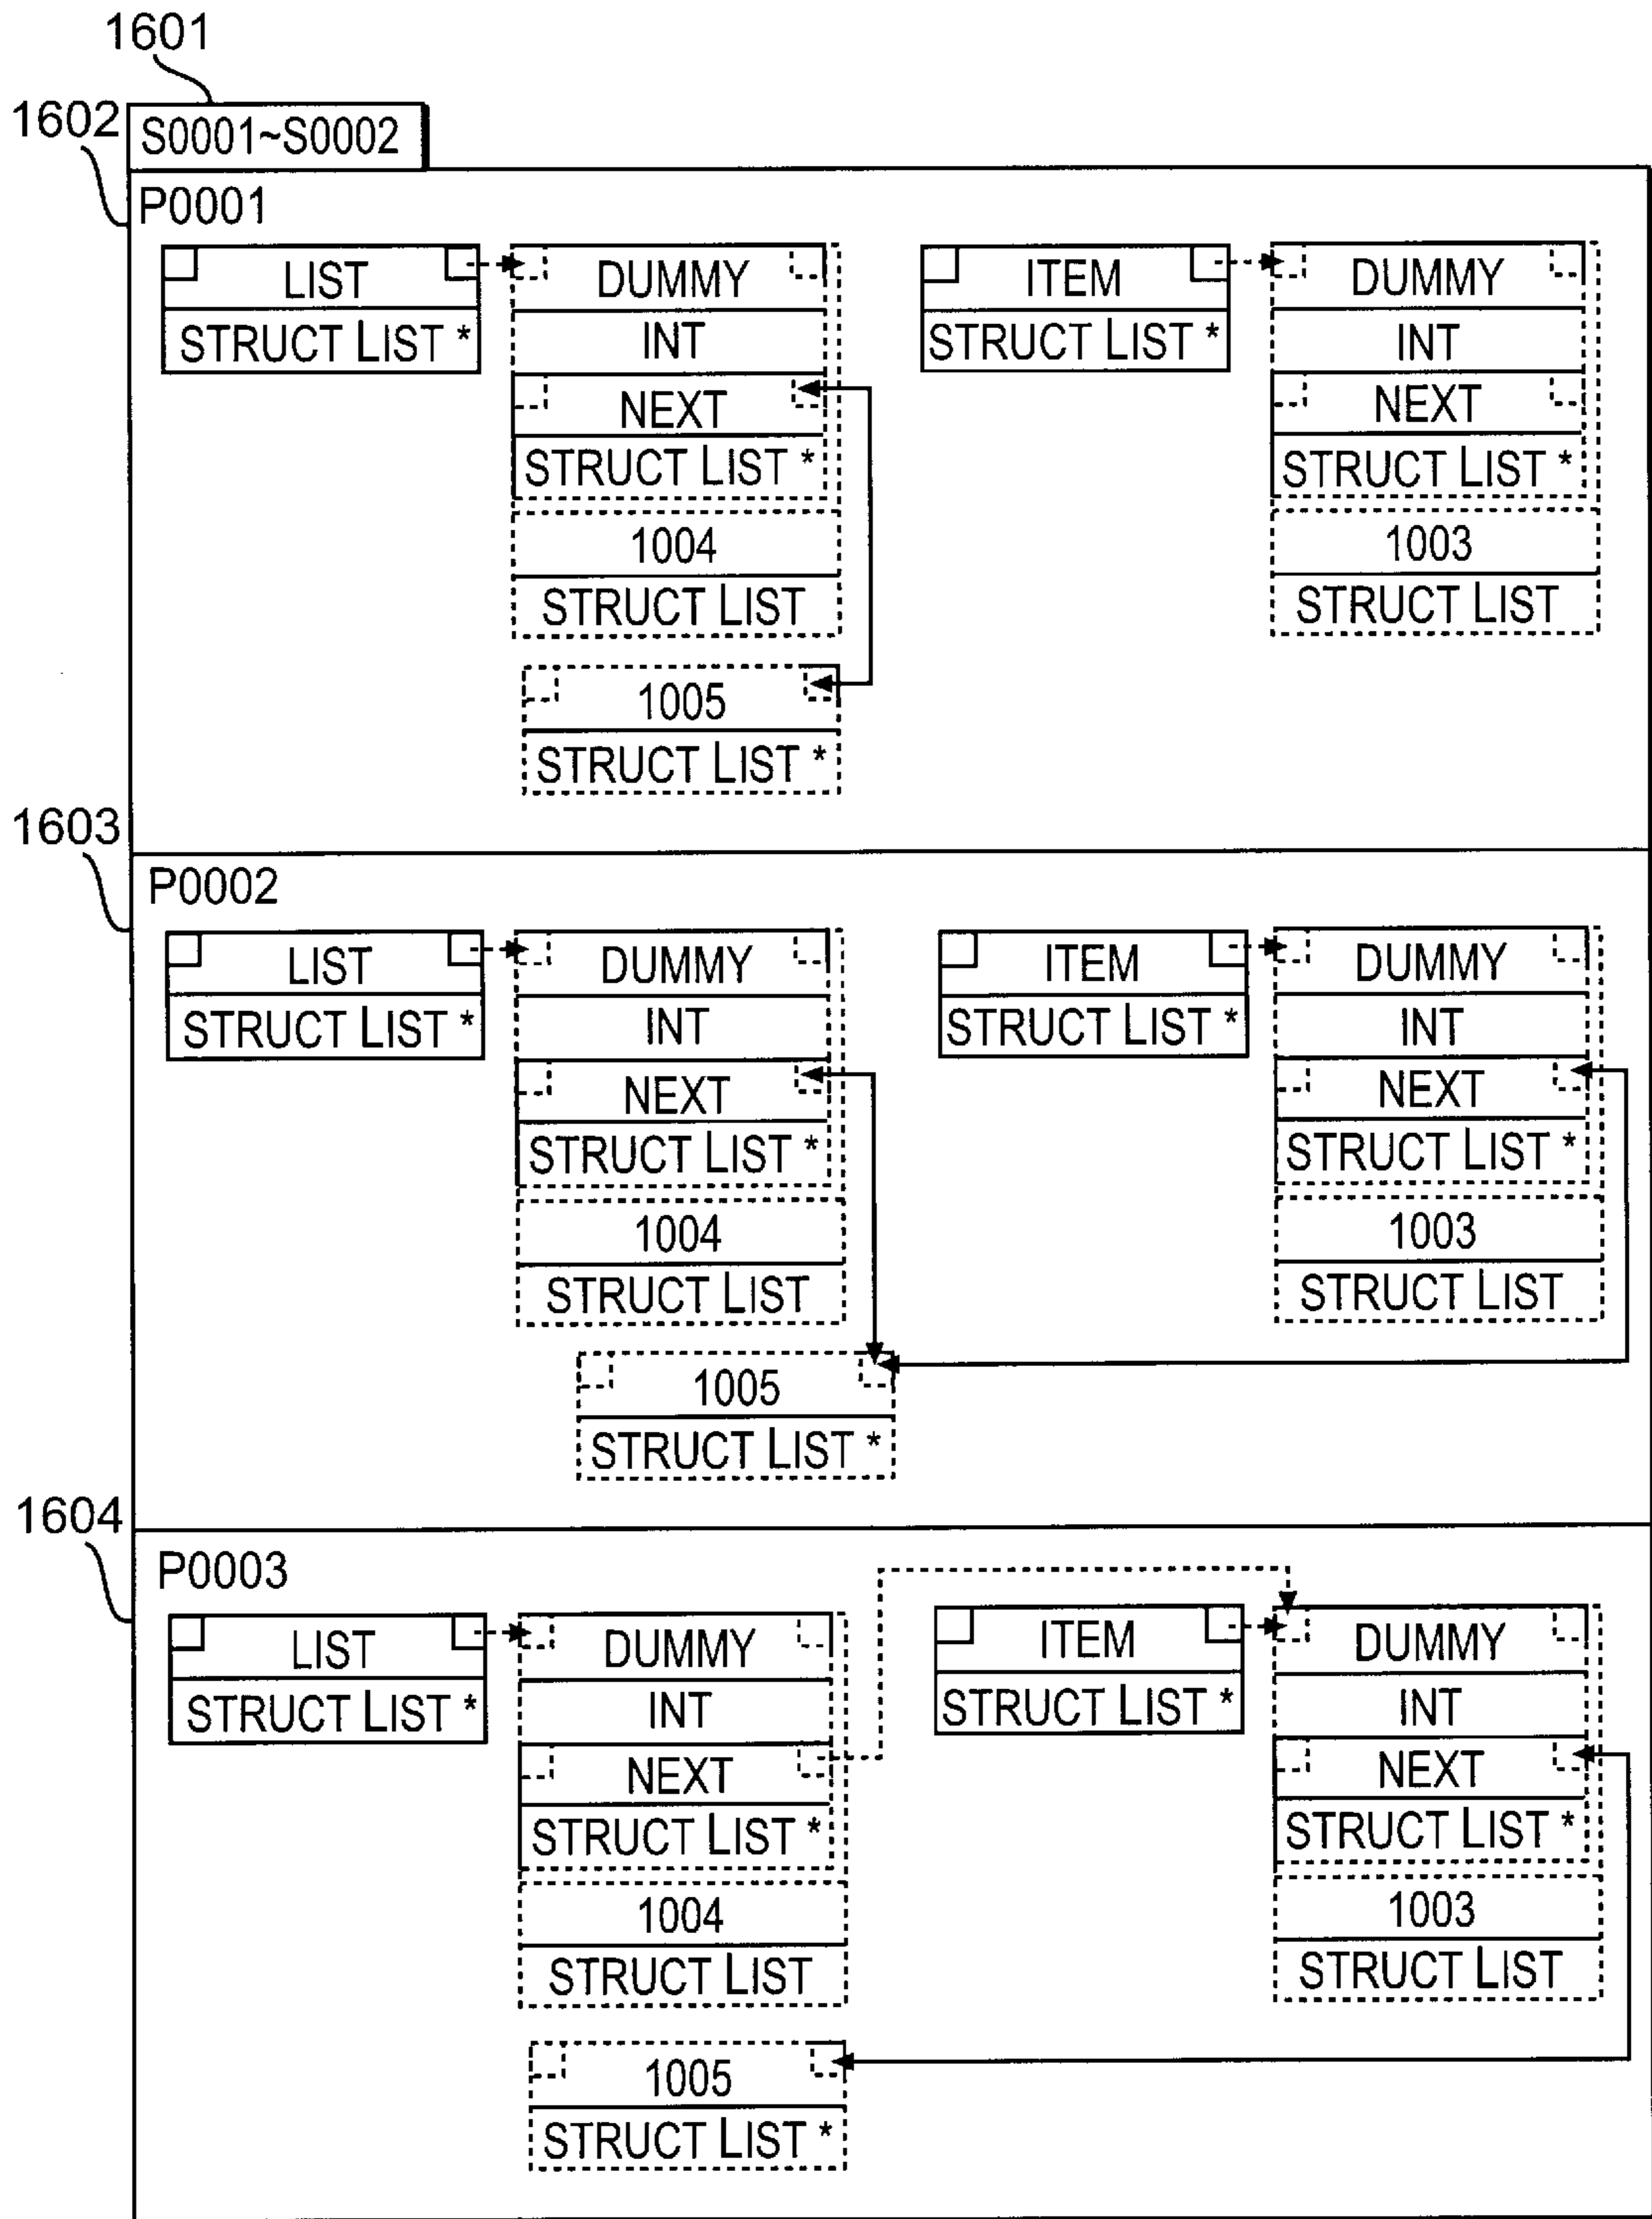 1601
1602
S0001~S0002
P0001
LIST
STRUCT LIST *
DUMMY
INT
NEXT
STRUCT LIST *
1004
STRUCT LIST
1005
STRUCT LIST *
ITEM
STRUCT LIST *
DUMMY
INT
NEXT
STRUCT LIST *
1003
STRUCT LIST
1603
P0002
LIST
STRUCT LIST *
DUMMY
INT
NEXT
STRUCT LIST *
1004
STRUCT LIST
1005
STRUCT LIST *
ITEM
STRUCT LIST *
DUMMY
INT
NEXT
STRUCT LIST *
1003
STRUCT LIST
1604
P0003
LIST
STRUCT LIST *
DUMMY
INT
NEXT
STRUCT LIST *
1004
STRUCT LIST
1005
STRUCT LIST *
ITEM
STRUCT LIST *
DUMMY
INT
NEXT
STRUCT LIST *
1003
STRUCT LIST